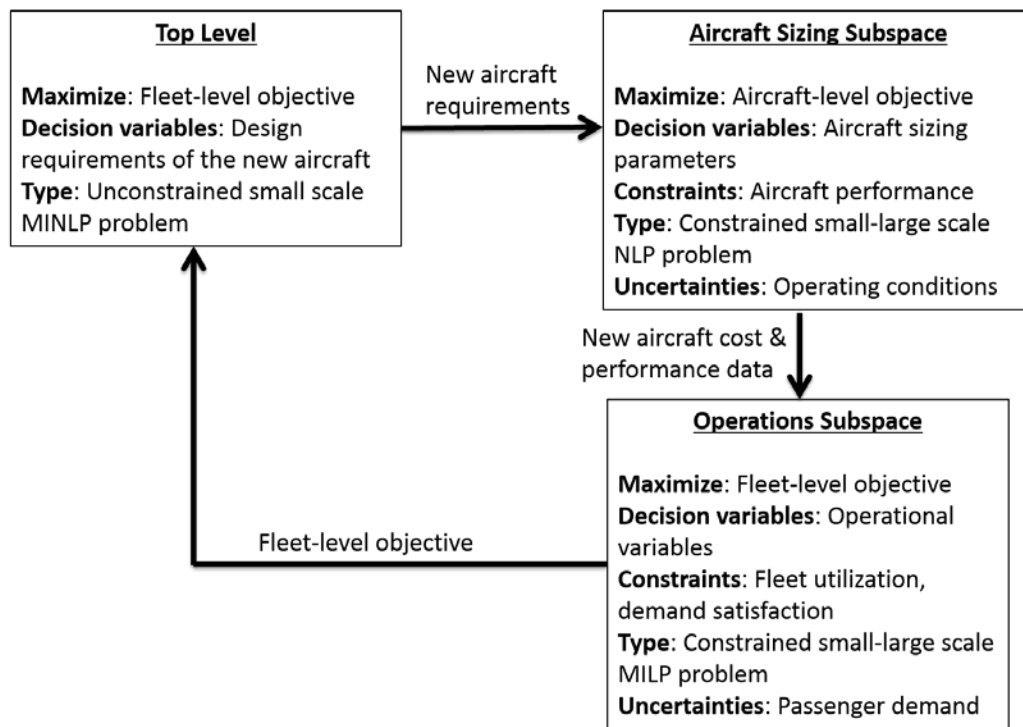 Top Level
Maximize: Fleet-level objective
Decision variables: Design
requirements of the new aircraft
Type: Unconstrained small scale
MINLP problem
New aircraft
requirements
Aircraft Sizing Subspace
Maximize: Aircraft-level objective
Decision variables: Aircraft sizing
parameters
Constraints: Aircraft performance
Type: Constrained small-large scale
NLP problem
Uncertainties: Operating conditions
New aircraft cost &
performance data
Operations Subspace
Maximize: Fleet-level objective
Decision variables: Operational
variables
Constraints: Fleet utilization,
demand satisfaction
Type: Constrained small-large scale
MILP problem
Uncertainties: Passenger demand
Fleet-level objective